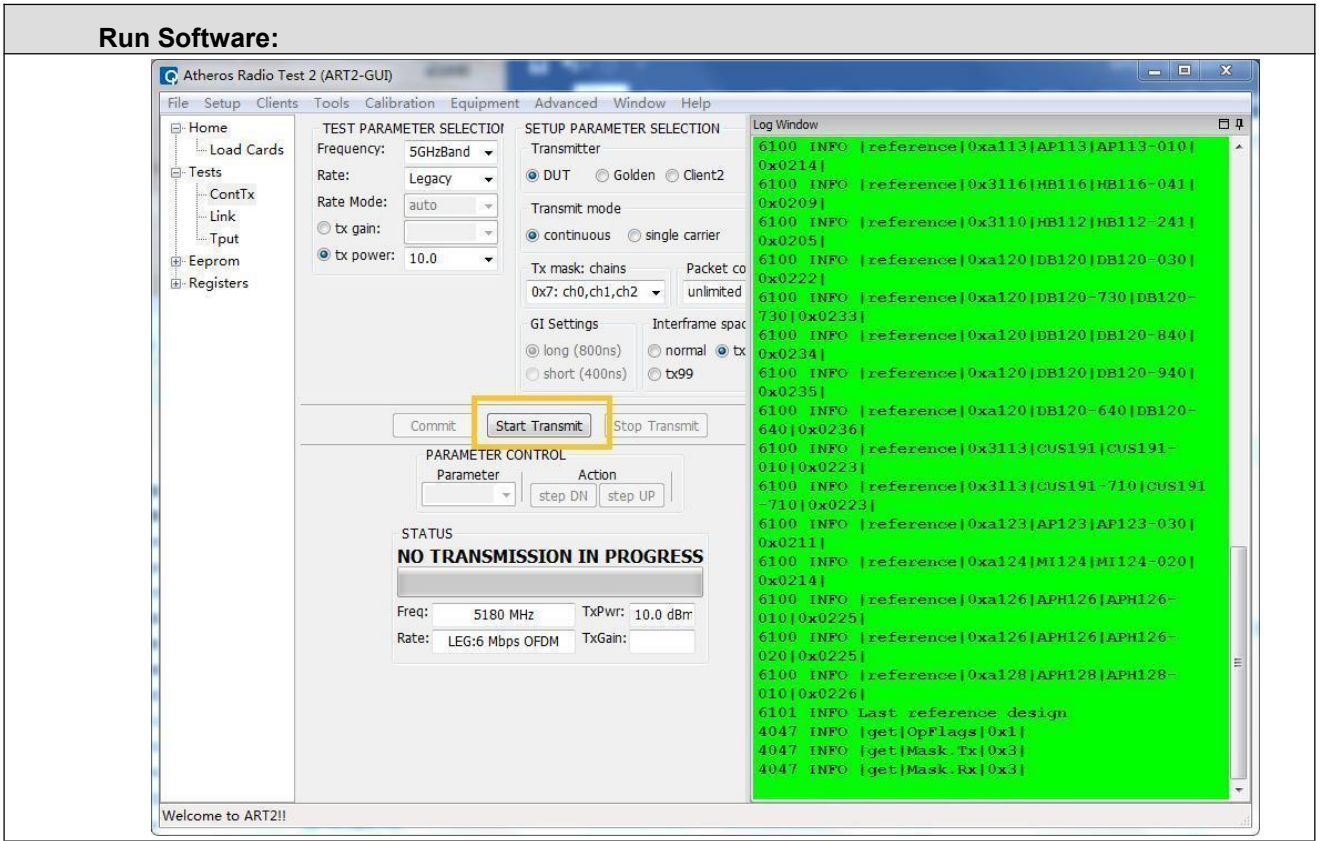 Run Software:
Atheros Radio Test 2 (ART2-GUI)
File Setup Clients Tools Calibration Equipment Advanced Window Help
Home
Load Cards
Tests
ContTx
Link
Tput
Eeprom
Registers
TEST PARAMETER SELECTION
Frequency: 5GHzBand
Rate: Legacy
Rate Mode: auto
tx gain:
tx power: 10.0
SETUP PARAMETER SELECTION
Transmitter
DUT Golden Client2
Transmit mode
continuous single carrier
Tx mask: chains Packet co
0x7: ch0,ch1,ch2 unlimited
GI Settings Interframe spac
long (800ns) normal tx
short (400ns) tx99
Commit Start Transmit Stop Transmit
PARAMETER CONTROL
Parameter Action
step DN step UP
STATUS
NO TRANSMISSION IN PROGRESS
Freq: 5180 MHz TxPwr: 10.0 dBm
Rate: LEG:6 Mbps OFDM TxGain:
Log Window
6100 INFO |reference|0xa113|AP113|AP113-010|
0x0214|
6100 INFO |reference|0x3116|HB116|HB116-041|
0x0209|
6100 INFO |reference|0x3110|HB112|HB112-241|
0x0205|
6100 INFO |reference|0xa120|DB120|DB120-030|
0x0222|
6100 INFO |reference|0xa120|DB120-730|DB120-
730|0x0233|
6100 INFO |reference|0xa120|DB120|DB120-840|
0x0234|
6100 INFO |reference|0xa120|DB120|DB120-940|
0x0235|
6100 INFO |reference|0xa120|DB120-640|DB120-
640|0x0236|
6100 INFO |reference|0x3113|CUS191|CUS191-
010|0x0223|
6100 INFO |reference|0x3113|CUS191-710|CUS191
-710|0x0223|
6100 INFO |reference|0xa123|AP123|AP123-030|
0x0211|
6100 INFO |reference|0xa124|MI124|MI124-020|
0x0214|
6100 INFO |reference|0xa126|APH126|APH126-
010|0x0225|
6100 INFO |reference|0xa126|APH126|APH126-
020|0x0225|
6100 INFO |reference|0xa128|APH128|APH128-
010|0x0226|
6101 INFO Last reference design
4047 INFO |get|OpFlags|0x1|
4047 INFO |get|Mask.Tx|0x3|
4047 INFO |get|Mask.Rx|0x3|
Welcome to ART2!!